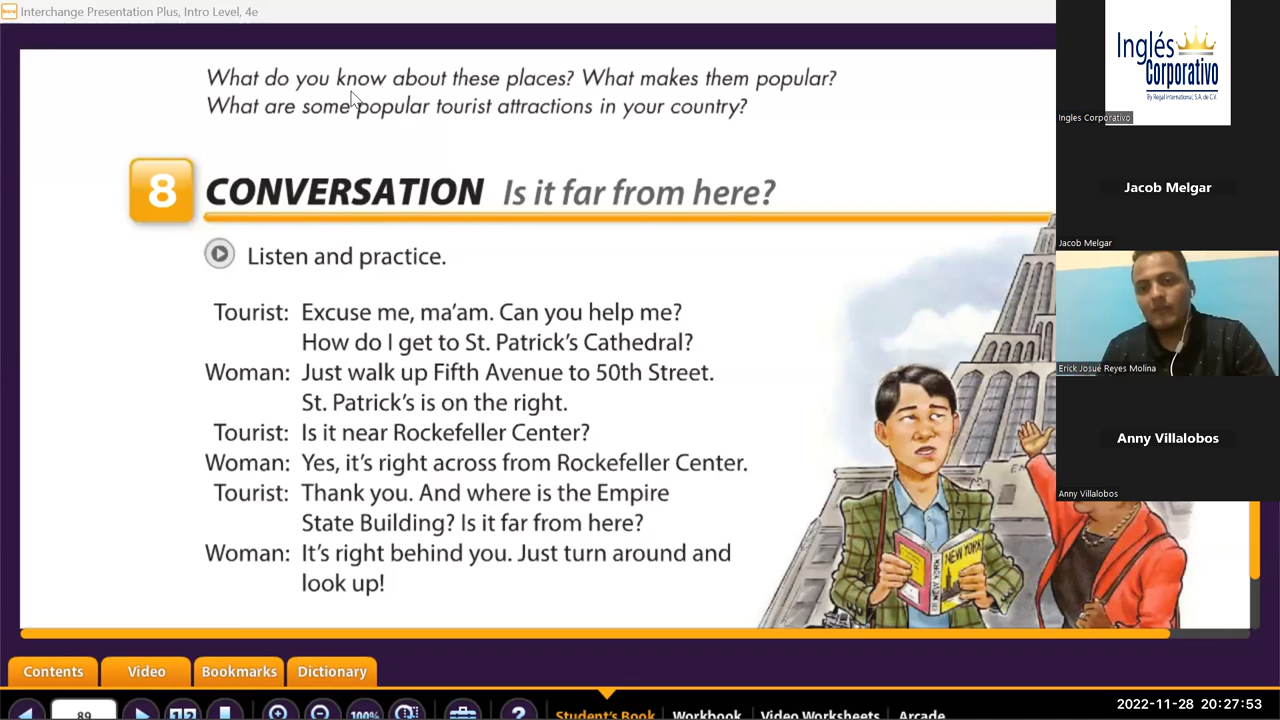 Interchange Presentation Plus, Intro Level, 4e
What do you know about these places? What makes them popular?
What are some popular tourist attractions in your country?
8 CONVERSATION Is it far from here?
Listen and practice.
Tourist: Excuse me, ma'am. Can you help me?
How do I get to St. Patrick's Cathedral?
Woman: Just walk up Fifth Avenue to 50th Street.
St. Patrick's is on the right.
Tourist: Is it near Rockefeller Center?
Woman: Yes, it's right across from Rockefeller Center.
Tourist: Thank you. And where is the Empire
State Building? Is it far from here?
Woman: It's right behind you. Just turn around and
look up!
NEW YORK
NEW YORK
Inglés
Corporativo
By Regal International, S.A. de C.V.
Ingles Corporativo
Jacob Melgar
Jacob Melgar
Erick Josue Reyes Molina
Anny Villalobos
Anny Villalobos
Contents Video Bookmarks Dictionary
89 100% ? Student's Book Workbook Video Worksheets Arcade
2022-11-28 20:27:53